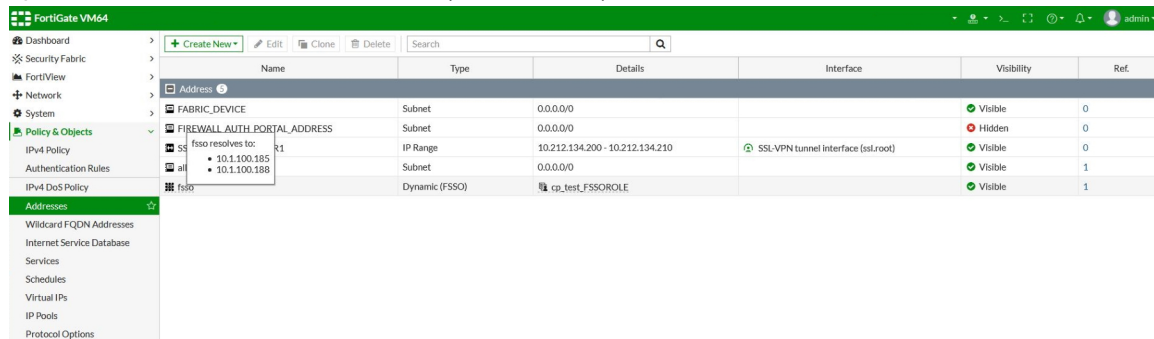 FortiGate VM64
admin
Dashboard
Security Fabric
FortiView
Network
System
Policy & Objects
IPv4 Policy
Authentication Rules
IPv4 DoS Policy
Addresses
Wildcard FQDN Addresses
Internet Service Database
Services
Schedules
Virtual IPs
IP Pools
Protocol Options
+ Create New Edit Clone Delete Search
Name Type Details Interface Visibility Ref.
Address 5
FABRIC_DEVICE Subnet 0.0.0.0/0 Visible 0
FIREWALL_AUTH_PORTAL_ADDRESS Subnet 0.0.0.0/0 Hidden 0
SS R1 IP Range 10.212.134.200 - 10.212.134.210 SSL-VPN tunnel interface (ssl.root) Visible 0
all Subnet 0.0.0.0/0 Visible 1
fsso Dynamic (FSSO) cp_test_FSSOROLE Visible 1
fsso resolves to:
• 10.1.100.185
• 10.1.100.188